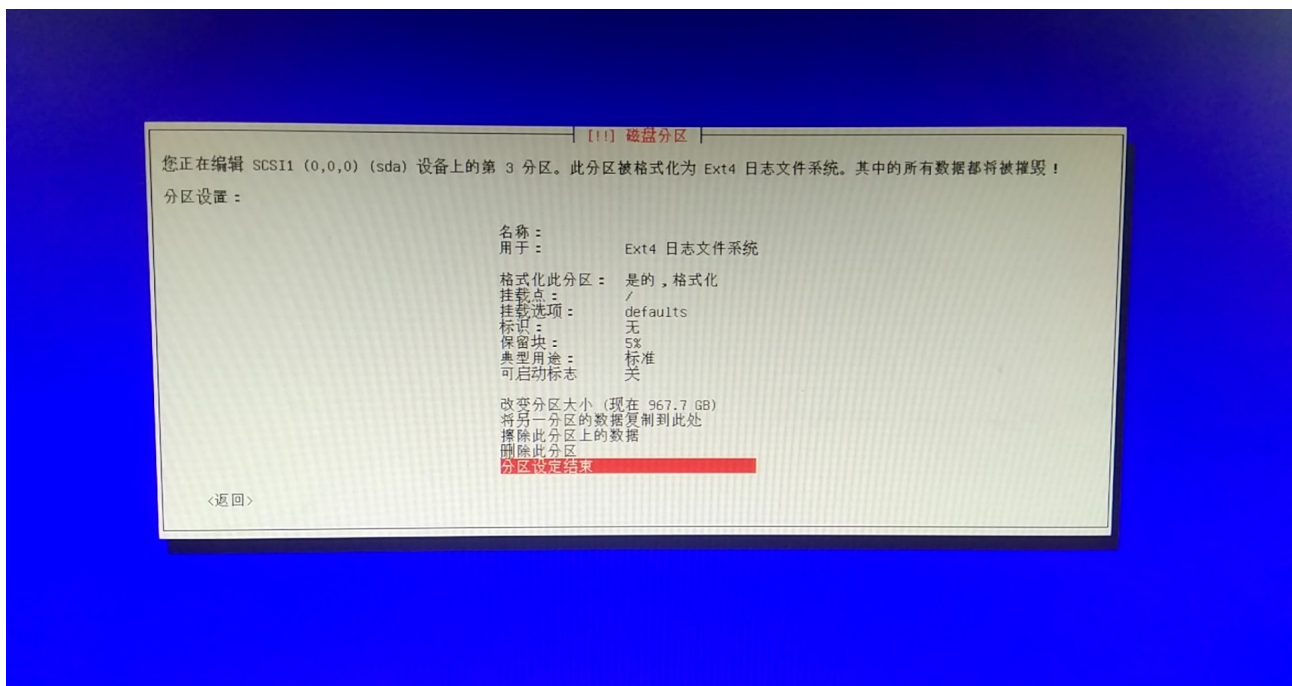 [!!] 磁盘分区
您正在编辑 SCSI1 (0,0,0) (sda) 设备上的第 3 分区。此分区被格式化为 Ext4 日志文件系统。其中的所有数据都将被摧毁！
分区设置：
名称：
用于： Ext4 日志文件系统
格式化此分区： 是的，格式化
挂载点： /
挂载选项： defaults
标识： 无
保留块： 5%
典型用途： 标准
可启动标志 关
改变分区大小 (现在 967.7 GB)
将另一分区的数据复制到此处
擦除此分区上的数据
删除此分区
分区设定结束
<返回>